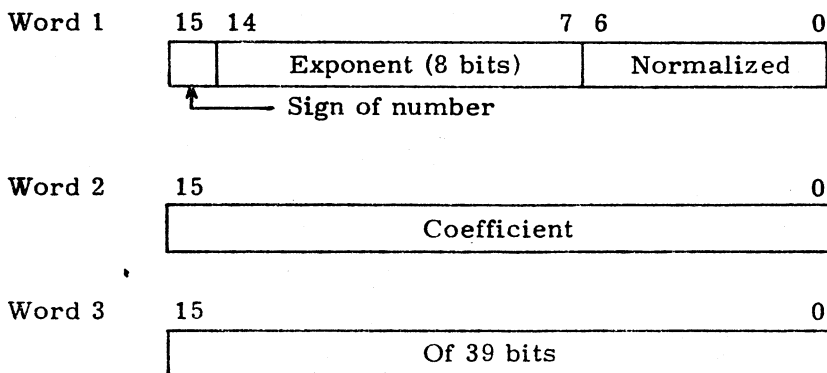 Word 1 15 14 7 6 0
Exponent (8 bits) Normalized
Sign of number
Word 2 15 0
Coefficient
Word 3 15 0
Of 39 bits